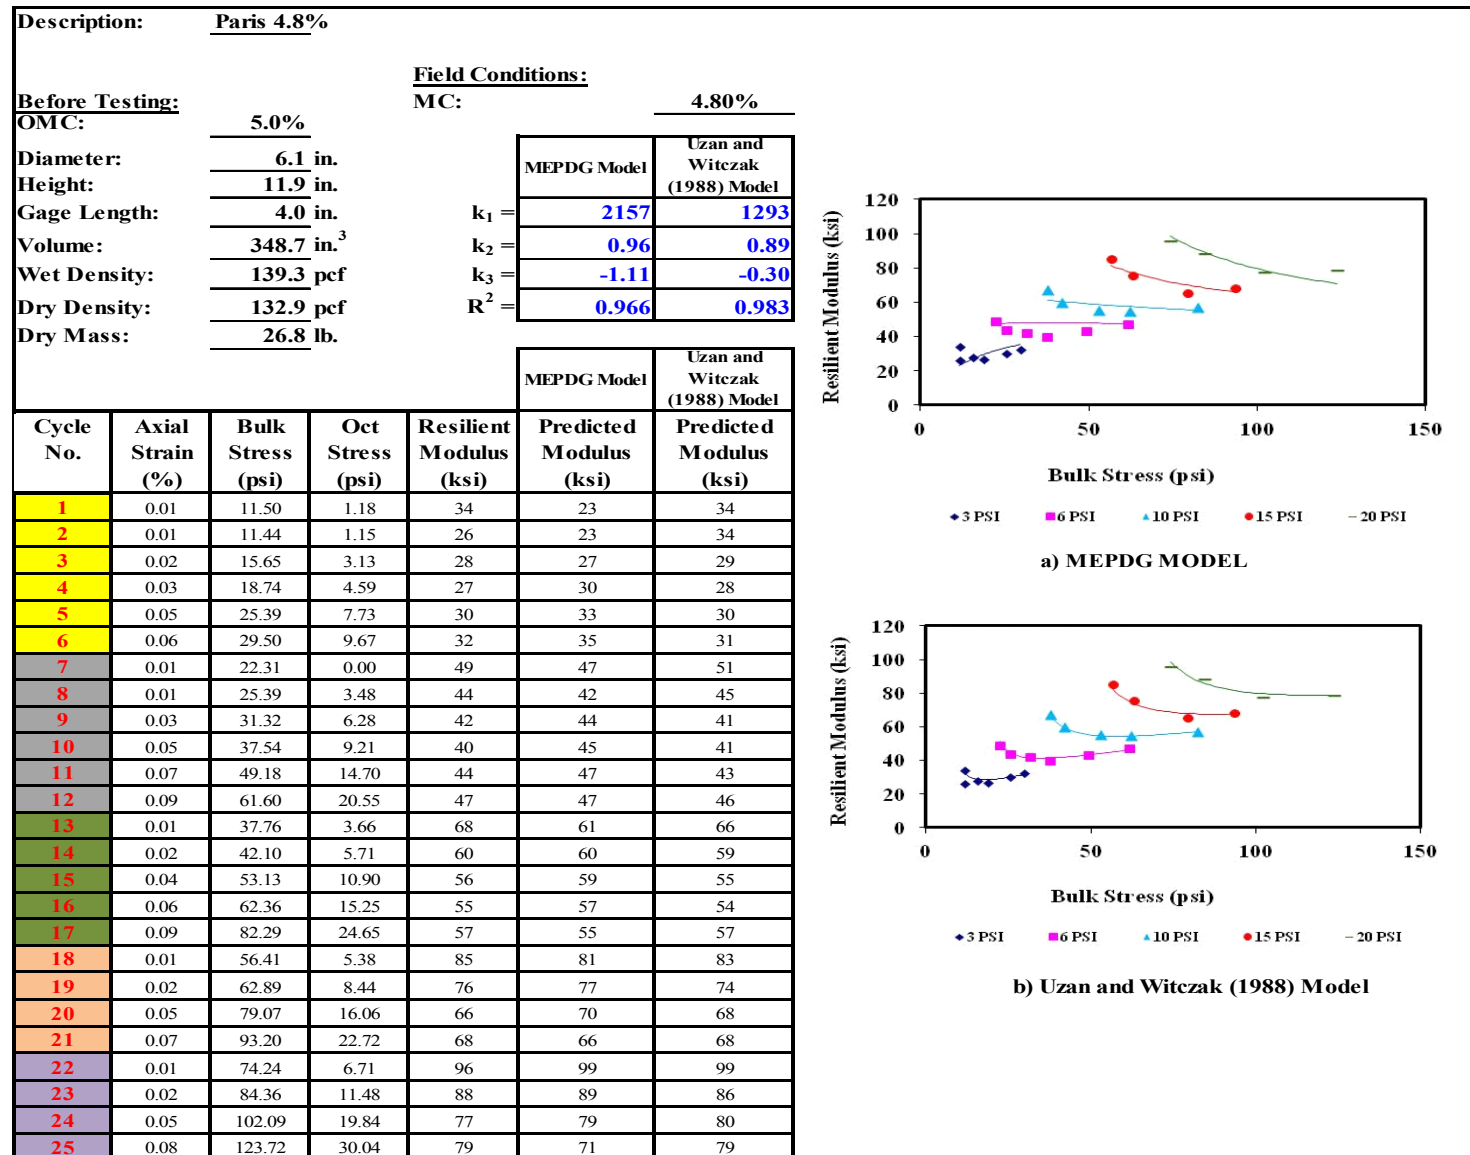 Description: Paris 4.8%
Field Conditions:
Before Testing: MC: 4.80%
OMC: 5.0%
Diameter: 6.1 in.
Height: 11.9 in.
Gage Length: 4.0 in.
Volume: 348.7 in.³
Wet Density: 139.3 pcf
Dry Density: 132.9 pcf
Dry Mass: 26.8 lb.
MEPDG Model Uzan and Witczak (1988) Model
k₁ = 2157 1293
k₂ = 0.96 0.89
k₃ = -1.11 -0.30
R² = 0.966 0.983
MEPDG Model Uzan and Witczak (1988) Model
Cycle No. Axial Strain (%) Bulk Stress (psi) Oct Stress (psi) Resilient Modulus (ksi) Predicted Modulus (ksi) Predicted Modulus (ksi)
1 0.01 11.50 1.18 34 23 34
2 0.01 11.44 1.15 26 23 34
3 0.02 15.65 3.13 28 27 29
4 0.03 18.74 4.59 27 30 28
5 0.05 25.39 7.73 30 33 30
6 0.06 29.50 9.67 32 35 31
7 0.01 22.31 0.00 49 47 51
8 0.01 25.39 3.48 44 42 45
9 0.03 31.32 6.28 42 44 41
10 0.05 37.54 9.21 40 45 41
11 0.07 49.18 14.70 44 47 43
12 0.09 61.60 20.55 47 47 46
13 0.01 37.76 3.66 68 61 66
14 0.02 42.10 5.71 60 60 59
15 0.04 53.13 10.90 56 59 55
16 0.06 62.36 15.25 55 57 54
17 0.09 82.29 24.65 57 55 57
18 0.01 56.41 5.38 85 81 83
19 0.02 62.89 8.44 76 77 74
20 0.05 79.07 16.06 66 70 68
21 0.07 93.20 22.72 68 66 68
22 0.01 74.24 6.71 96 99 99
23 0.02 84.36 11.48 88 89 86
24 0.05 102.09 19.84 77 79 80
25 0.08 123.72 30.04 79 71 79
Resilient Modulus (ksi)
120
100
80
60
40
20
0
0 50 100 150
Bulk Stress (psi)
3 PSI 6 PSI 10 PSI 15 PSI 20 PSI
a) MEPDG MODEL
Resilient Modulus (ksi)
120
100
80
60
40
20
0
0 50 100 150
Bulk Stress (psi)
3 PSI 6 PSI 10 PSI 15 PSI 20 PSI
b) Uzan and Witczak (1988) Model